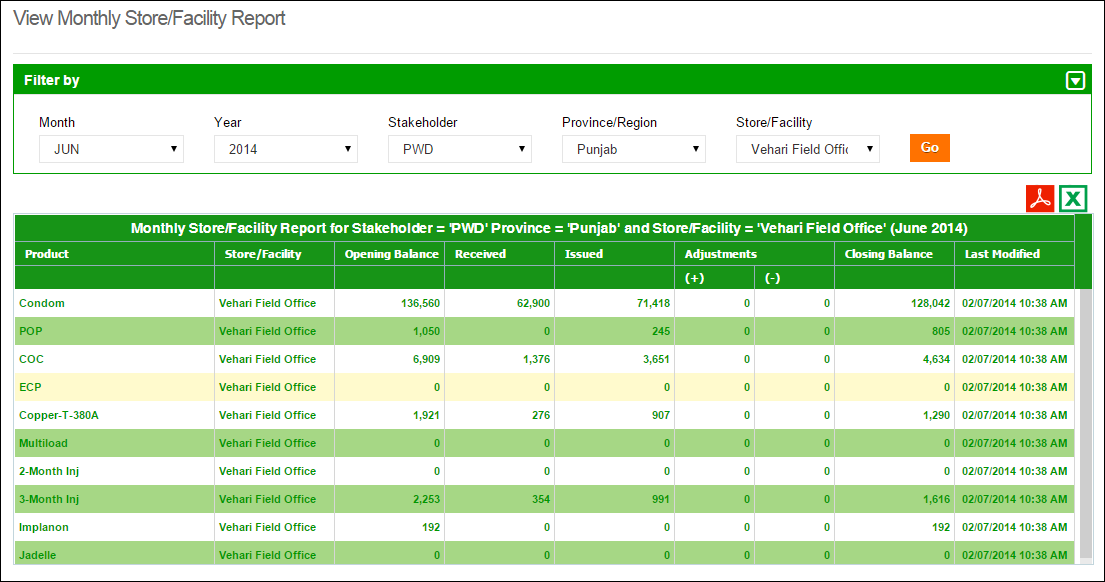 View Monthly Store/Facility Report
Filter by
Month Year Stakeholder Province/Region Store/Facility
JUN 2014 PWD Punjab Vehari Field Offic Go
Monthly Store/Facility Report for Stakeholder = 'PWD' Province = 'Punjab' and Store/Facility = 'Vehari Field Office' (June 2014)
Product Store/Facility Opening Balance Received Issued Adjustments Closing Balance Last Modified
(+) (-)
Condom Vehari Field Office 136,560 62,900 71,418 0 0 128,042 02/07/2014 10:38 AM
POP Vehari Field Office 1,050 0 245 0 0 805 02/07/2014 10:38 AM
COC Vehari Field Office 6,909 1,376 3,651 0 0 4,634 02/07/2014 10:38 AM
ECP Vehari Field Office 0 0 0 0 0 0 02/07/2014 10:38 AM
Copper-T-380A Vehari Field Office 1,921 276 907 0 0 1,290 02/07/2014 10:38 AM
Multiload Vehari Field Office 0 0 0 0 0 0 02/07/2014 10:38 AM
2-Month Inj Vehari Field Office 0 0 0 0 0 0 02/07/2014 10:38 AM
3-Month Inj Vehari Field Office 2,253 354 991 0 0 1,616 02/07/2014 10:38 AM
Implanon Vehari Field Office 192 0 0 0 0 192 02/07/2014 10:38 AM
Jadelle Vehari Field Office 0 0 0 0 0 0 02/07/2014 10:38 AM